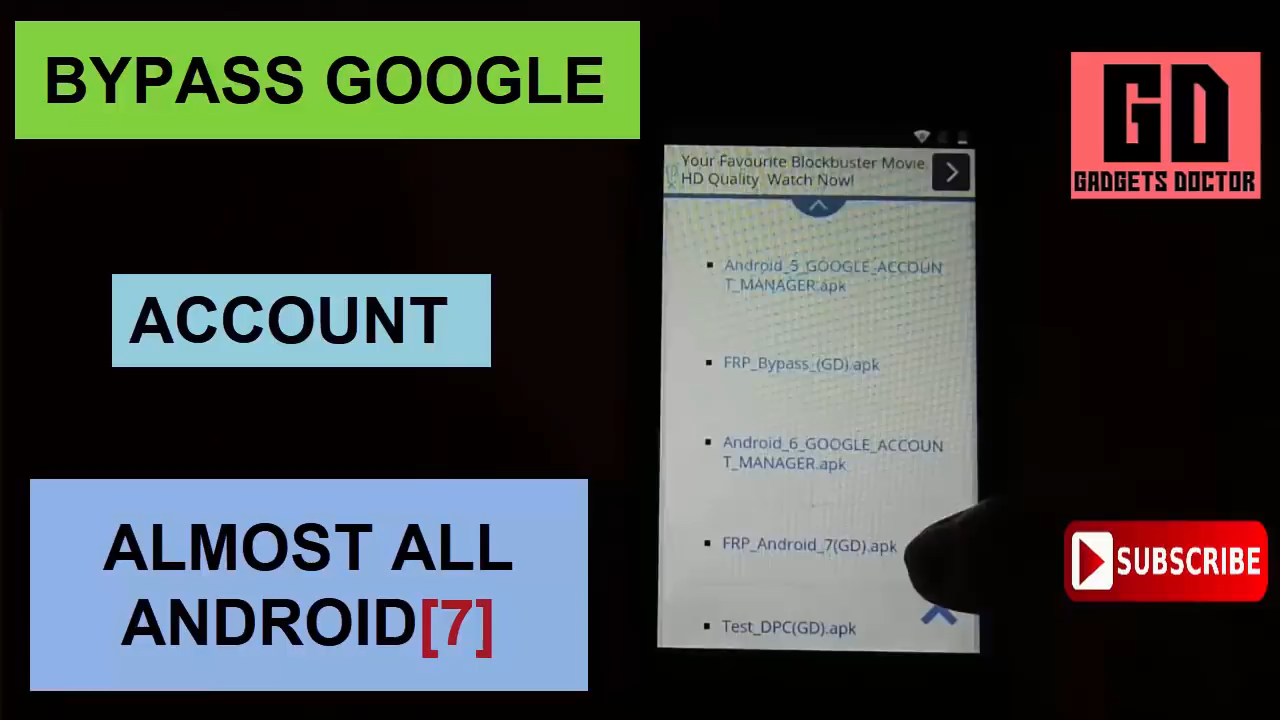 BYPASS GOOGLE
ACCOUNT
ALMOST ALL
ANDROID[7]
Your Favourite Blockbuster Movie
HD Quality Watch Now!
Android_5_GOOGLE_ACCOUN
T_MANAGER.apk
FRP_Bypass_(GD).apk
Android_6_GOOGLE_ACCOUN
T_MANAGER.apk
FRP_Android_7(GD).apk
Test_DPC(GD).apk
GD
GADGETS DOCTOR
SUBSCRIBE